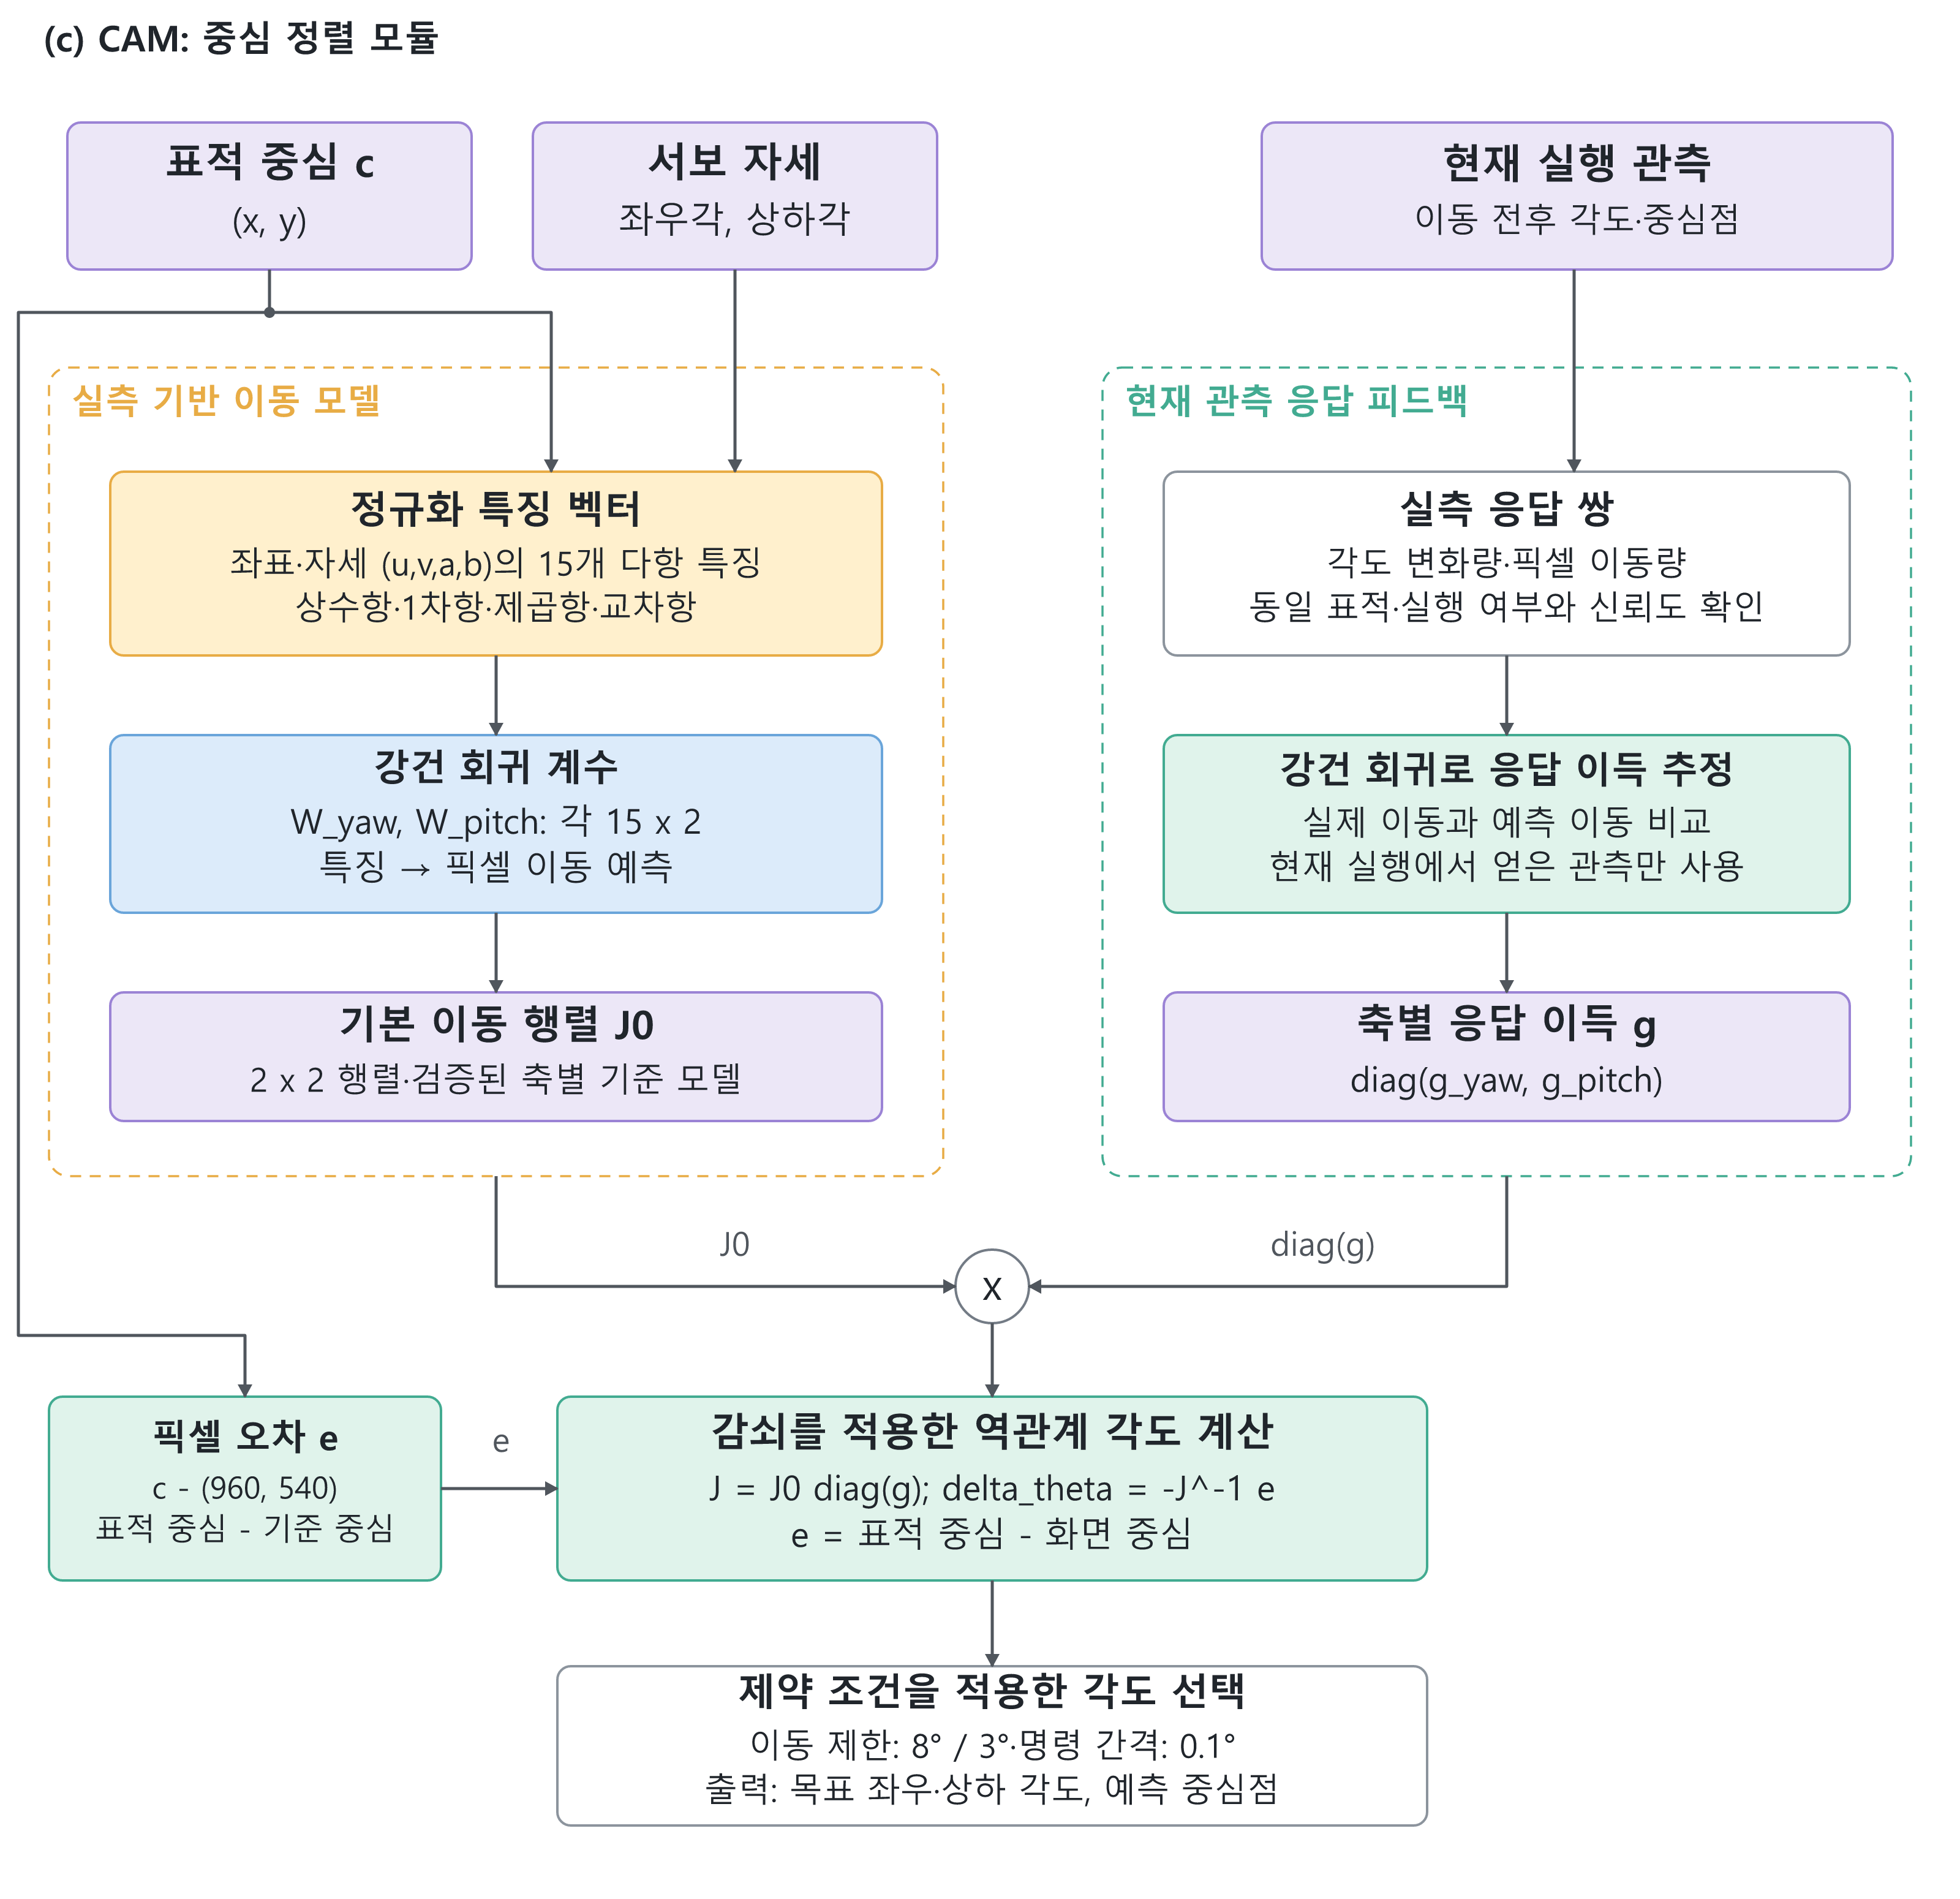 (c) CAM: 중심 정렬 모듈
표적 중심 c
(x, y)
서보 자세
좌우각, 상하각
현재 실행 관측
이동 전후 각도·중심점
실측 기반 이동 모델
정규화 특징 벡터
좌표·자세 (u,v,a,b)의 15개 다항 특징
상수항·1차항·제곱항·교차항
강건 회귀 계수
W_yaw, W_pitch: 각 15 x 2
특징 → 픽셀 이동 예측
기본 이동 행렬 J0
2 x 2 행렬·검증된 축별 기준 모델
현재 관측 응답 피드백
실측 응답 쌍
각도 변화량·픽셀 이동량
동일 표적·실행 여부와 신뢰도 확인
강건 회귀로 응답 이득 추정
실제 이동과 예측 이동 비교
현재 실행에서 얻은 관측만 사용
축별 응답 이득 g
diag(g_yaw, g_pitch)
J0
diag(g)
x
픽셀 오차 e
c - (960, 540)
표적 중심 - 기준 중심
e
감쇠를 적용한 역관계 각도 계산
J = J0 diag(g); delta_theta = -J^-1 e
e = 표적 중심 - 화면 중심
제약 조건을 적용한 각도 선택
이동 제한: 8° / 3°·명령 간격: 0.1°
출력: 목표 좌우·상하 각도, 예측 중심점